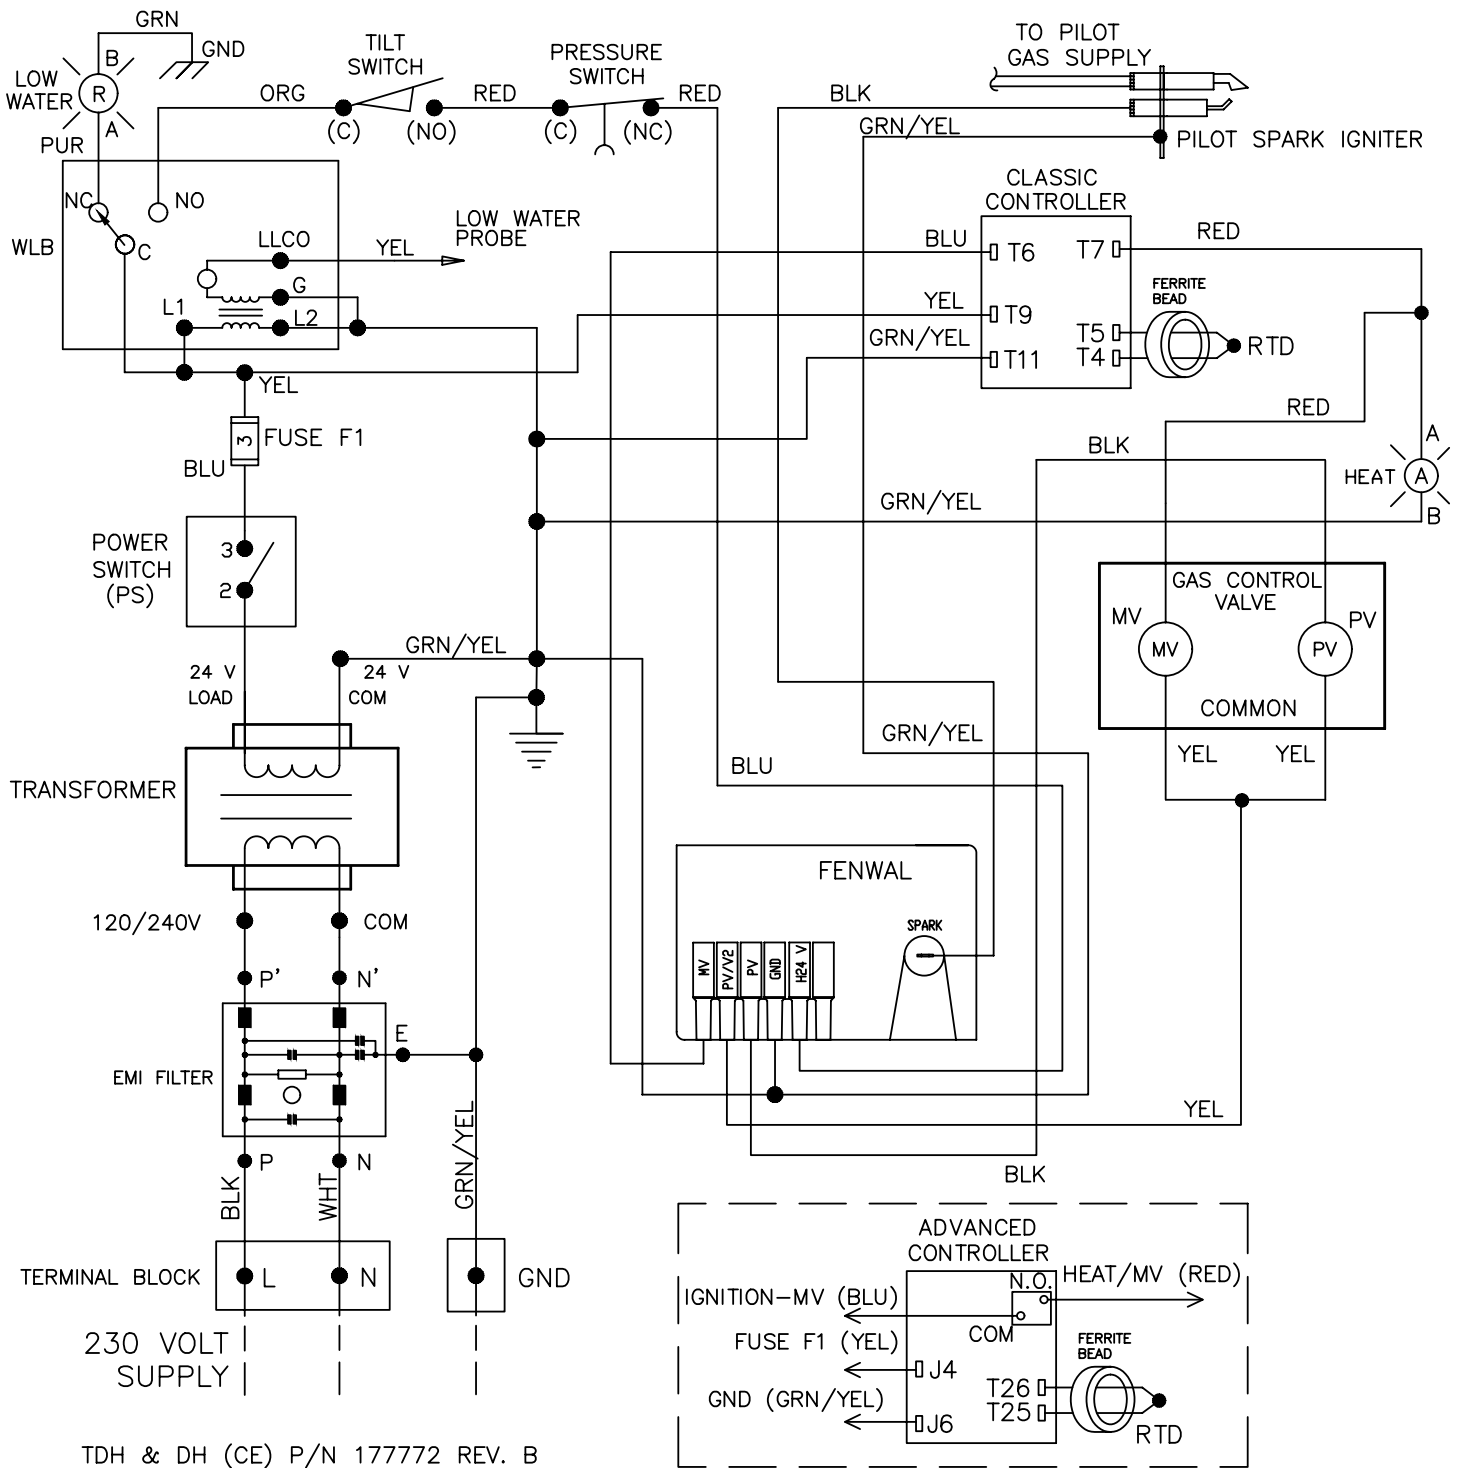 GRN
GND
B
LOW
WATER
R
A
PUR
TILT
SWITCH
ORG
(C)
(NO)
RED
PRESSURE
SWITCH
(C)
(NC)
RED
BLK
GRN/YEL
TO PILOT
GAS SUPPLY
PILOT SPARK IGNITER
NC
NO
WLB
C
LLCO
YEL
LOW WATER
PROBE
G
L1
L2
YEL
CLASSIC
CONTROLLER
BLU
T6
T7
RED
YEL
T9
GRN/YEL
T11
FERRITE
BEAD
T5
T4
RTD
FUSE F1
3
BLU
RED
BLK
A
HEAT
A
B
GRN/YEL
POWER
SWITCH
(PS)
3
2
GAS CONTROL
VALVE
MV
MV
PV
PV
COMMON
YEL
YEL
24 V
LOAD
24 V
COM
GRN/YEL
GRN/YEL
BLU
TRANSFORMER
FENWAL
SPARK
MV
PV/V2
PV
GND
H24 V
120/240V
COM
P'
N'
E
EMI FILTER
P
N
BLK
WHT
GRN/YEL
YEL
BLK
TERMINAL BLOCK
L
N
GND
230 VOLT
SUPPLY
ADVANCED
CONTROLLER
N.O.
HEAT/MV (RED)
IGNITION-MV (BLU)
COM
FUSE F1 (YEL)
J4
FERRITE
BEAD
GND (GRN/YEL)
J6
T26
T25
RTD
TDH & DH (CE) P/N 177772 REV. B